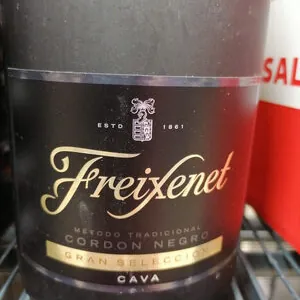 ESTD 1861
Freixenet
METODO TRADICIONAL
CORDON NEGRO
GRAN SELECCIÓN
CAVA
SAL